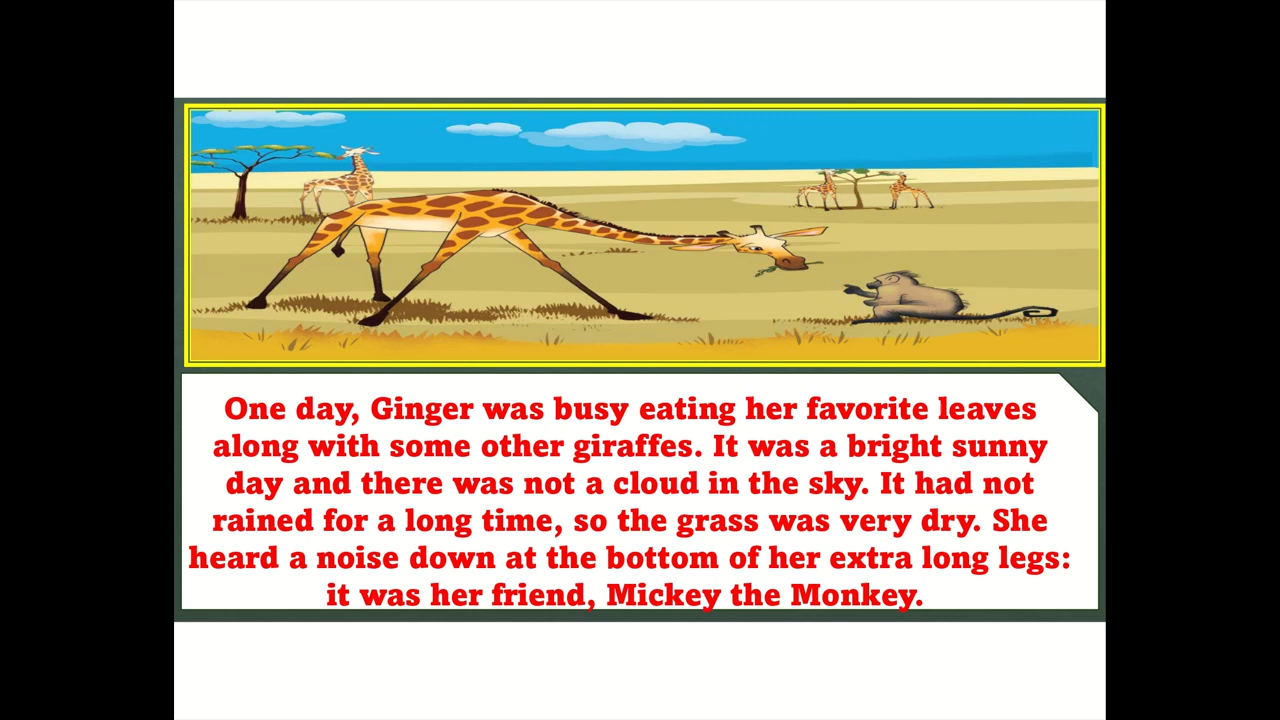 One day, Ginger was busy eating her favorite leaves
along with some other giraffes. It was a bright sunny
day and there was not a cloud in the sky. It had not
rained for a long time, so the grass was very dry. She
heard a noise down at the bottom of her extra long legs:
it was her friend, Mickey the Monkey.